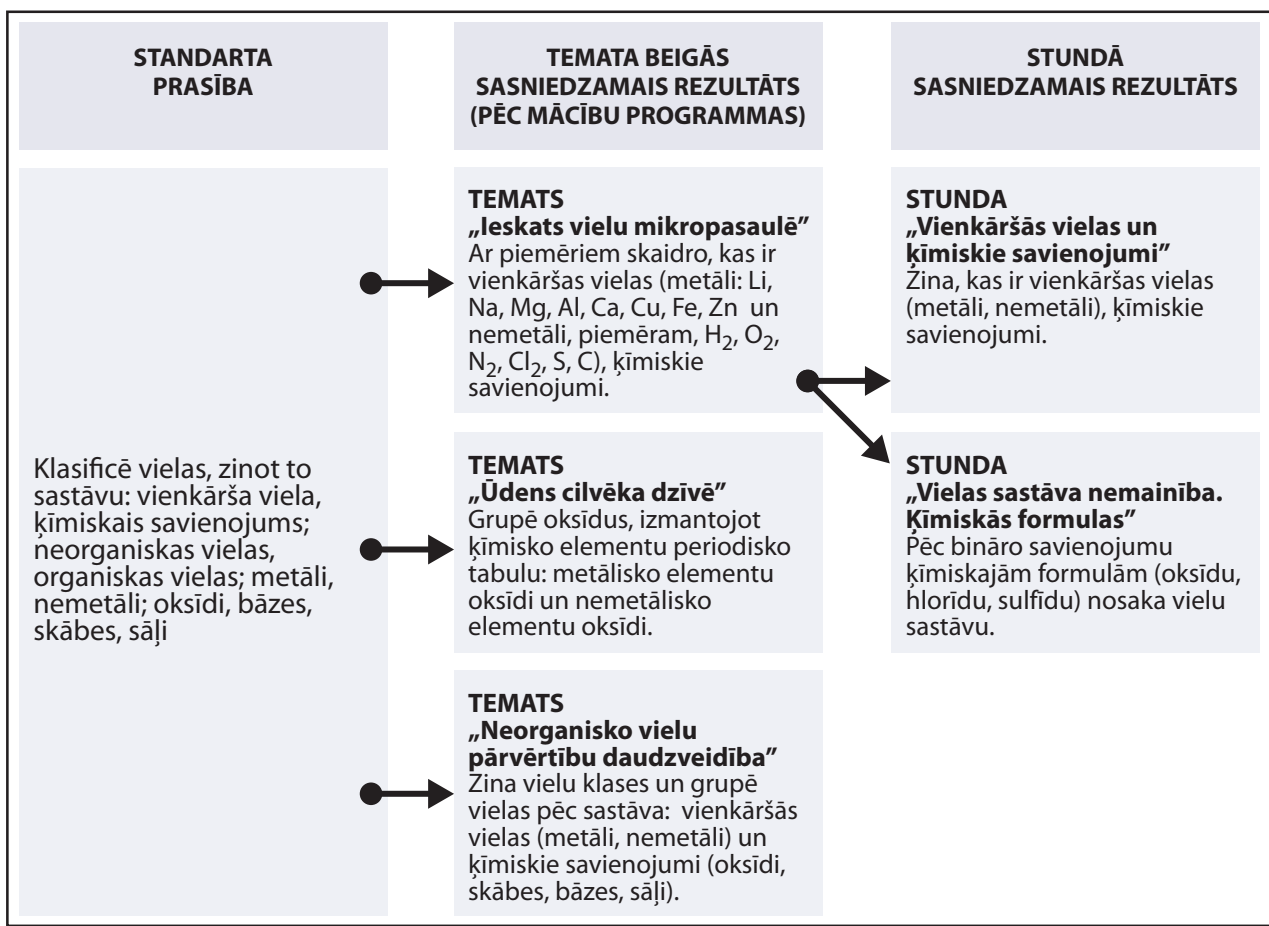 STANDARTA
PRASĪBA
TEMATA BEIGĀS
SASNIEDZAMAIS REZULTĀTS
(PĒC MĀCĪBU PROGRAMMAS)
STUNDĀ
SASNIEDZAMAIS REZULTĀTS
Klasificē vielas, zinot to
sastāvu: vienkārša viela,
ķīmiskais savienojums;
neorganiskas vielas,
organiskas vielas; metāli,
nemetāli; oksīdi, bāzes,
skābes, sāļi
TEMATS
„Ieskats vielu mikropasaulē”
Ar piemēriem skaidro, kas ir
vienkāršas vielas (metāli: Li,
Na, Mg, Al, Ca, Cu, Fe, Zn un
nemetāli, piemēram, H₂, O₂,
N₂, Cl₂, S, C), ķīmiskie
savienojumi.
TEMATS
„Ūdens cilvēka dzīvē”
Grupē oksīdus, izmantojot
ķīmisko elementu periodisko
tabulu: metālisko elementu
oksīdi un nemetālisko
elementu oksīdi.
TEMATS
„Neorganisko vielu
pārvērtību daudzveidība”
Zina vielu klases un grupē
vielas pēc sastāva: vienkāršās
vielas (metāli, nemetāli) un
ķīmiskie savienojumi (oksīdi,
skābes, bāzes, sāļi).
STUNDA
„Vienkāršās vielas un
ķīmiskie savienojumi”
Zina, kas ir vienkāršas vielas
(metāli, nemetāli), ķīmiskie
savienojumi.
STUNDA
„Vielas sastāva nemainība.
Ķīmiskās formulas”
Pēc bināro savienojumu
ķīmiskajām formulām (oksīdu,
hlorīdu, sulfīdu) nosaka vielu
sastāvu.